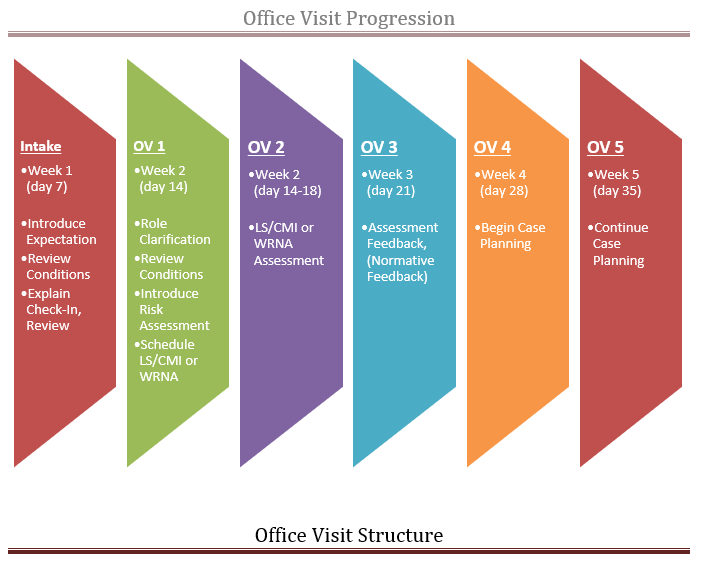 Office Visit Progression
Intake
•Week 1
(day 7)
•Introduce
Expectation
•Review
Conditions
•Explain
Check-In,
Review
OV 1
•Week 2
(day 14)
•Role
Clarification
•Review
Conditions
•Introduce
Risk
Assessment
•Schedule
LS/CMI or
WRNA
OV 2
•Week 2
(day 14-18)
•LS/CMI or
WRNA
Assessment
OV 3
•Week 3
(day 21)
•Assessment
Feedback,
(Normative
Feedback)
OV 4
•Week 4
(day 28)
•Begin Case
Planning
OV 5
•Week 5
(day 35)
•Continue
Case
Planning
Office Visit Structure